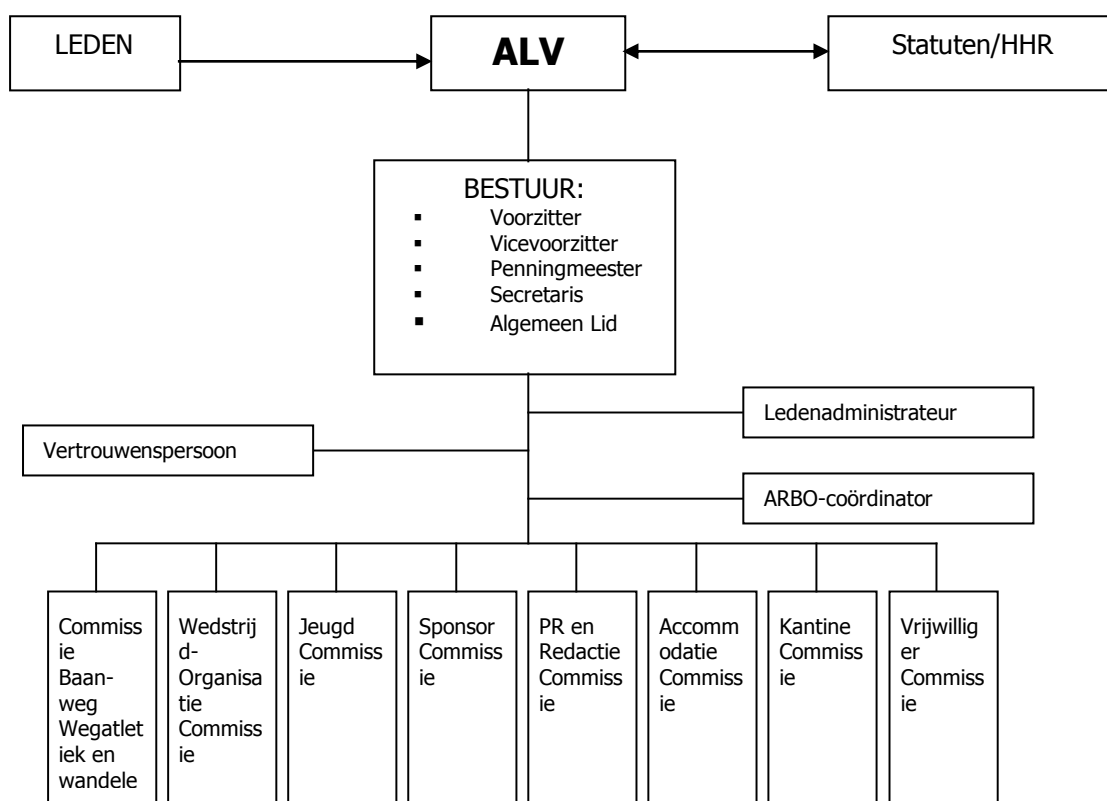 LEDEN
ALV
Statuten/HHR
BESTUUR:
▪ Voorzitter
▪ Vicevoorzitter
▪ Penningmeester
▪ Secretaris
▪ Algemeen Lid
Ledenadministrateur
Vertrouwenspersoon
ARBO-coördinator
Commiss
ie
Baan-
weg
Wegatlet
iek en
wandele
Wedstrij
d-
Organisa
tie
Commiss
ie
Jeugd
Commiss
ie
Sponsor
Commiss
ie
PR en
Redactie
Commiss
ie
Accomm
odatie
Commiss
ie
Kantine
Commiss
ie
Vrijwillig
er
Commiss
ie